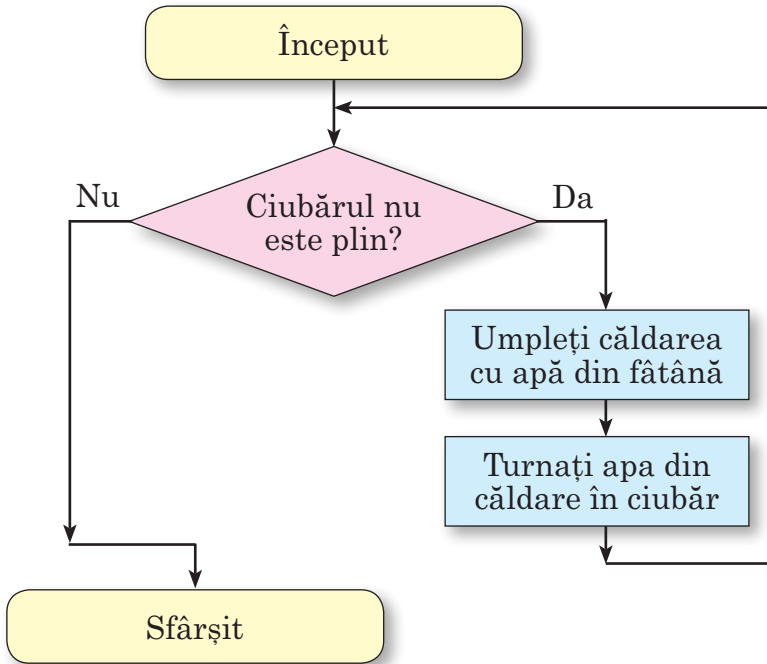 Început
Nu
Da
Ciubărul nu
este plin?
Umpleți căldarea
cu apă din fâtână
Turnați apa din
căldare în ciubăr
Sfârșit